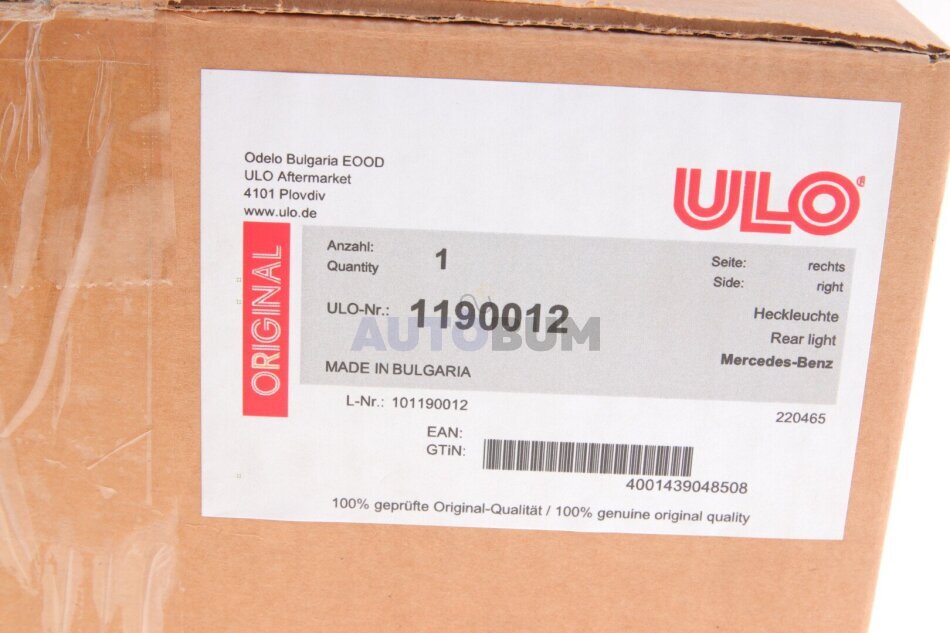 Odelo Bulgaria EOOD
ULO Aftermarket
4101 Plovdiv
www.ulo.de
ULO®
ORIGINAL
Anzahl: 1
Quantity
Seite: rechts
Side: right
ULO-Nr.: 1190012
Heckleuchte
Rear light
Mercedes-Benz
AUTOBUM
MADE IN BULGARIA
L-Nr.: 101190012
220465
EAN:
GTiN:
4001439048508
100% geprüfte Original-Qualität / 100% genuine original quality